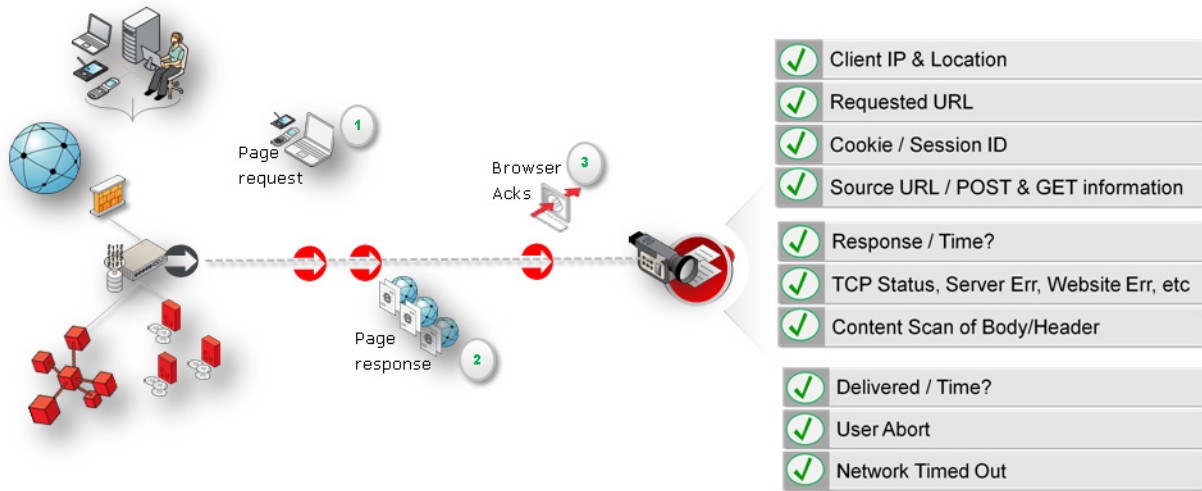 1
Page
request
3
Browser
Acks
Page
response
2
Client IP & Location
Requested URL
Cookie / Session ID
Source URL / POST & GET information
Response / Time?
TCP Status, Server Err, Website Err, etc
Content Scan of Body/Header
Delivered / Time?
User Abort
Network Timed Out